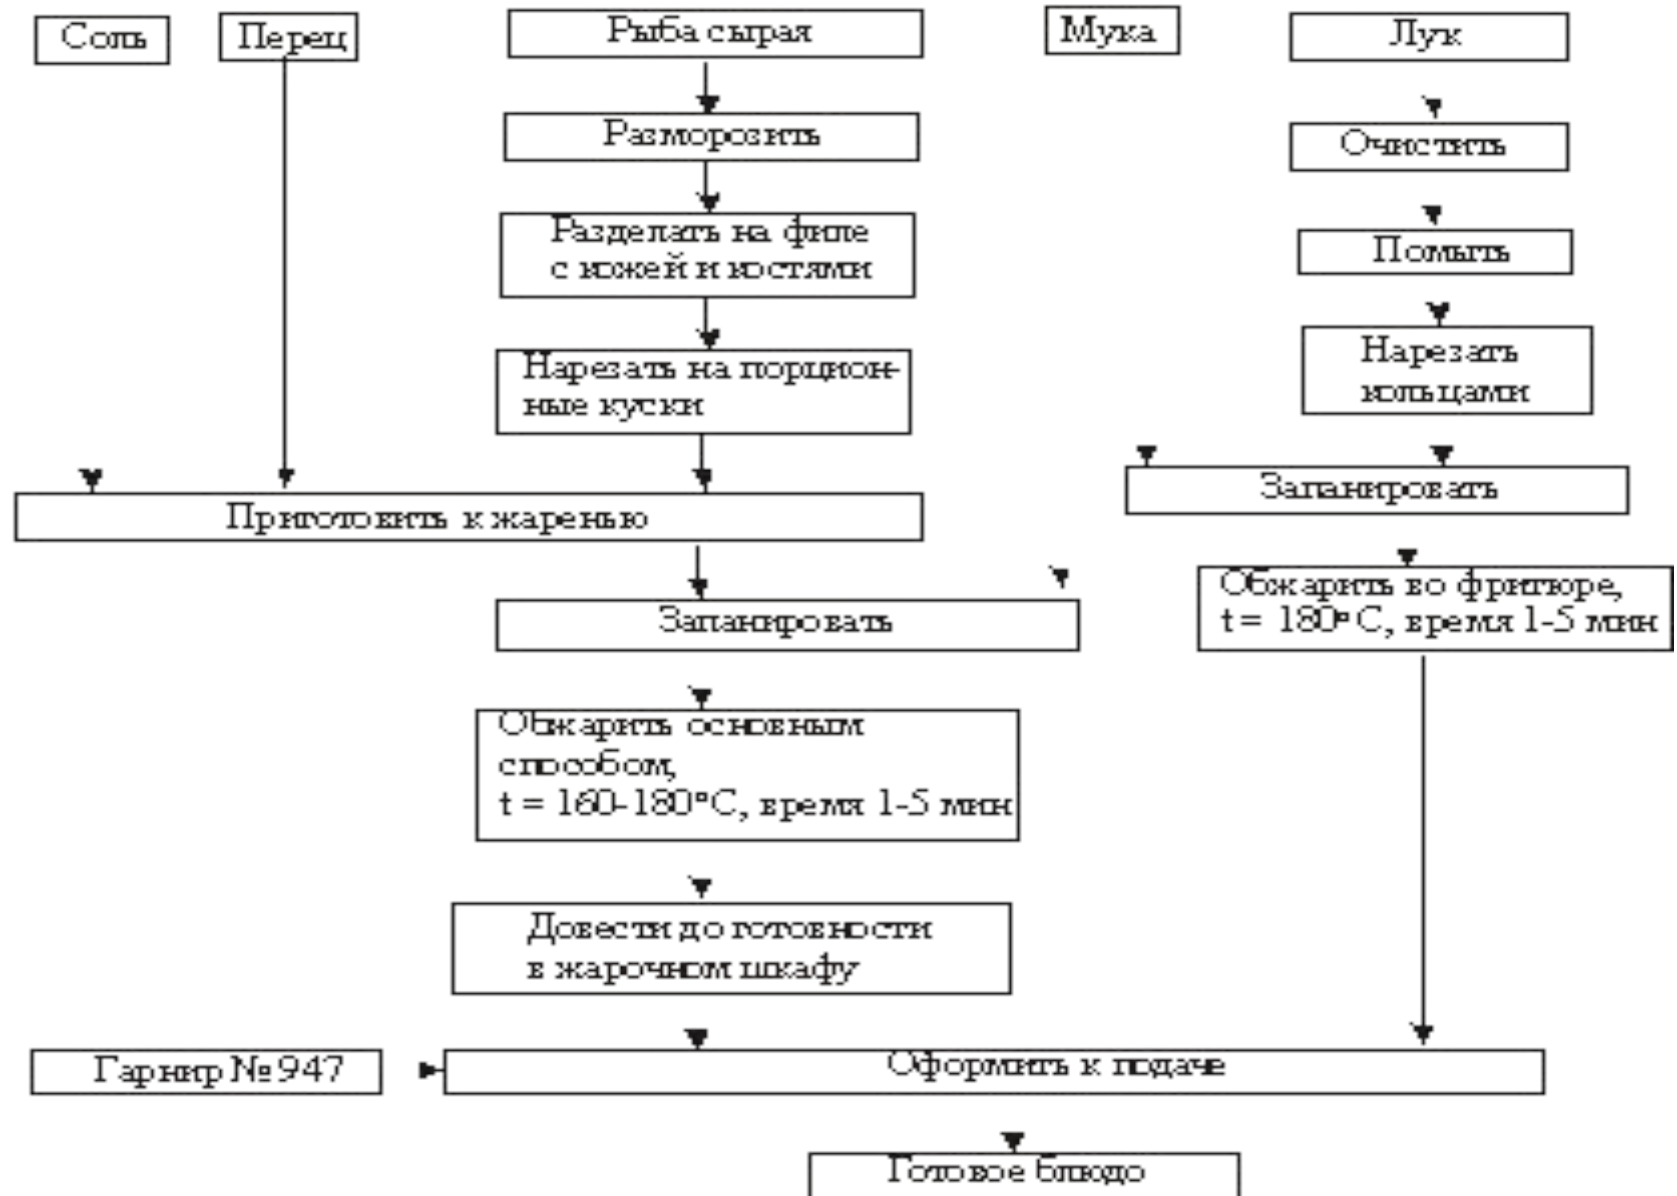 Соль
Перец
Рыба сырая
Мука
Лук
Разморозить
Очистить
Разделать на филе
с кожей и костями
Помыть
Нарезать на порцион-
ные куски
Нарезать
кольцами
Приготовить к жаренью
Запанировать
Запанировать
Обжарить во фритюре,
t = 180°С, время 1-5 мин
Обжарить основным
способом,
t = 160-180°С, время 1-5 мин
Довести до готовности
в жарочном шкафу
Гарнир № 947
Оформить к подаче
Готовое блюдо